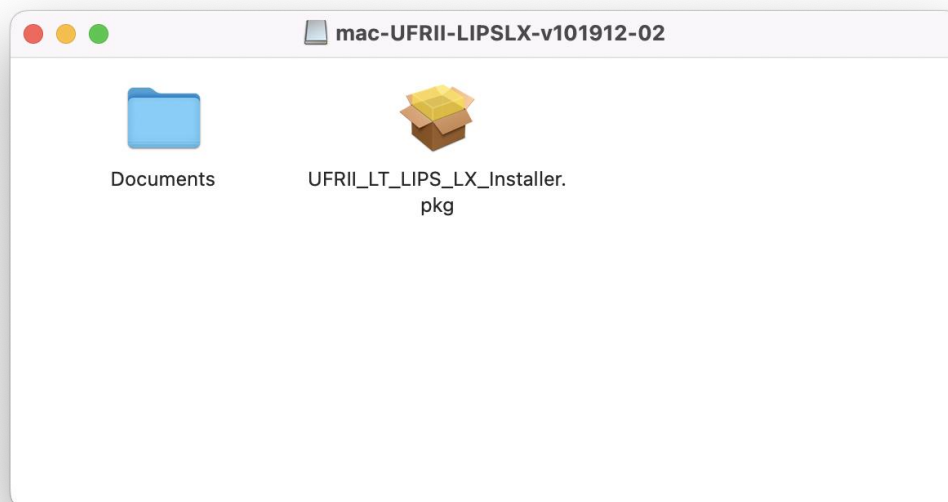 mac-UFRII-LIPSLX-v101912-02
Documents
UFRII_LT_LIPS_LX_Installer.
pkg